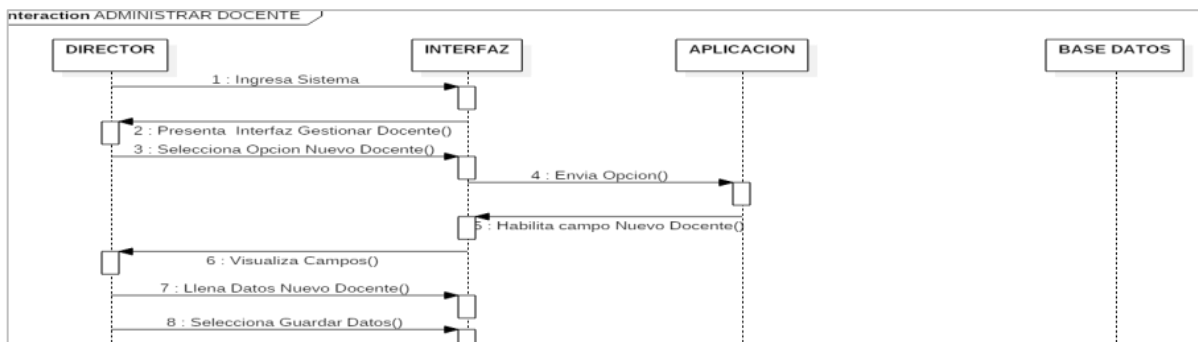 nteraction ADMINISTRAR DOCENTE
DIRECTOR
INTERFAZ
APLICACION
BASE DATOS
1 : Ingresa Sistema
2 : Presenta Interfaz Gestionar Docente()
3 : Selecciona Opcion Nuevo Docente()
4 : Envia Opcion()
5 : Habilita campo Nuevo Docente()
6 : Visualiza Campos()
7 : Llena Datos Nuevo Docente()
8 : Selecciona Guardar Datos()